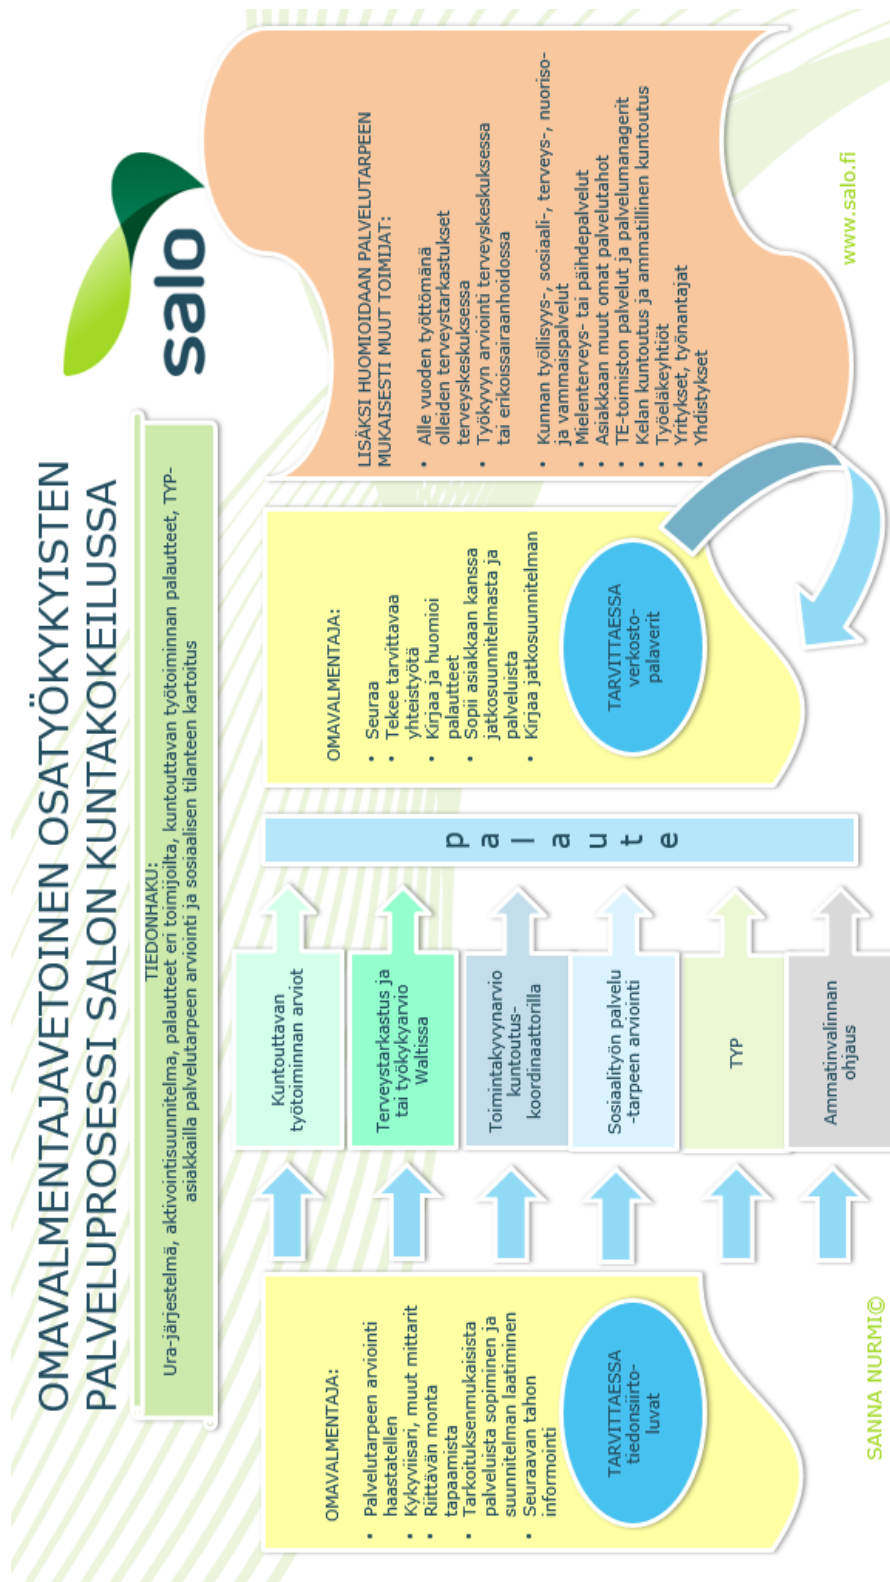 OMAVALMENTAJAVETOINEN OSATYÖKYKYISTEN
PALVELUPROSESSI SALON KUNTAKOKEILUSSA
salo
TIEDONHAKU:
Ura-järjestelmä, aktivointisuunnitelma, palautteet eri toimijoilta, kuntouttavan työtoiminnan palautteet, TYP-
asiakkailla palvelutarpeen arviointi ja sosiaalisen tilanteen kartoitus
OMAVALMENTAJA:
• Palvelutarpeen arviointi
haastatellen
• Kykyviisari, muut mittarit
• Riittävän monta
tapaamista
• Tarkoituksenmukaisista
palveluista sopiminen ja
suunnitelman laatiminen
• Seuraavan tahon
informointi
TARVITTAESSA
tiedonsiirto-
luvat
Kuntouttavan
työtoiminnan arviot
Terveystarkastus ja
tai työkykyarvio
Waltissa
Toimintakyvynarvio
kuntoutus-
koordinaattorilla
Sosiaalityön palvelu
-tarpeen arviointi
TYP
Ammatinvalinnan
ohjaus
palaute
OMAVALMENTAJA:
• Seuraa
• Tekee tarvittavaa
yhteistyötä
• Kirjaa ja huomioi
palautteet
• Sopii asiakkaan kanssa
jatkosuunnitelmasta ja
palveluista
• Kirjaa jatkosuunnitelman
TARVITTAESSA
verkosto-
palaverit
LISÄKSI HUOMIOIDAAN PALVELUTARPEEN
MUKAISESTI MUUT TOIMIJAT:
• Alle vuoden työttömänä
olleiden terveystarkastukset
terveyskeskuksessa
• Työkyvyn arviointi terveyskeskuksessa
tai erikoissairaanhoidossa
• Kunnan työllisyys-, sosiaali-, terveys-, nuoriso-
ja vammaispalvelut
• Mielenterveys- tai päihdepalvelut
• Asiakkaan muut omat palvelutahot
• TE-toimiston palvelut ja palvelumanagerit
• Kelan kuntoutus ja ammatillinen kuntoutus
• Työeläkeyhtiöt
• Yritykset, työnantajat
• Yhdistykset
SANNA NURMI©
www.salo.fi